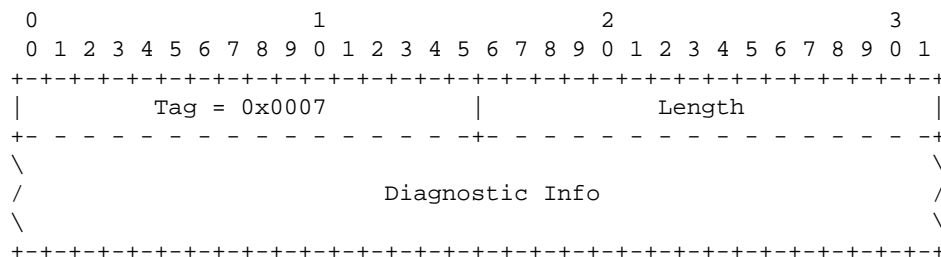 0                   1                   2                   3
 0 1 2 3 4 5 6 7 8 9 0 1 2 3 4 5 6 7 8 9 0 1 2 3 4 5 6 7 8 9 0 1
+-+-+-+-+-+-+-+-+-+-+-+-+-+-+-+-+-+-+-+-+-+-+-+-+-+-+-+-+-+-+-+-+
|         Tag = 0x0007          |            Length             |
+- - - - - - - - - - - - - - - -+- - - - - - - - - - - - - - - -+
\                                                               \
/                         Diagnostic Info                       /
\                                                               \
+-+-+-+-+-+-+-+-+-+-+-+-+-+-+-+-+-+-+-+-+-+-+-+-+-+-+-+-+-+-+-+-+